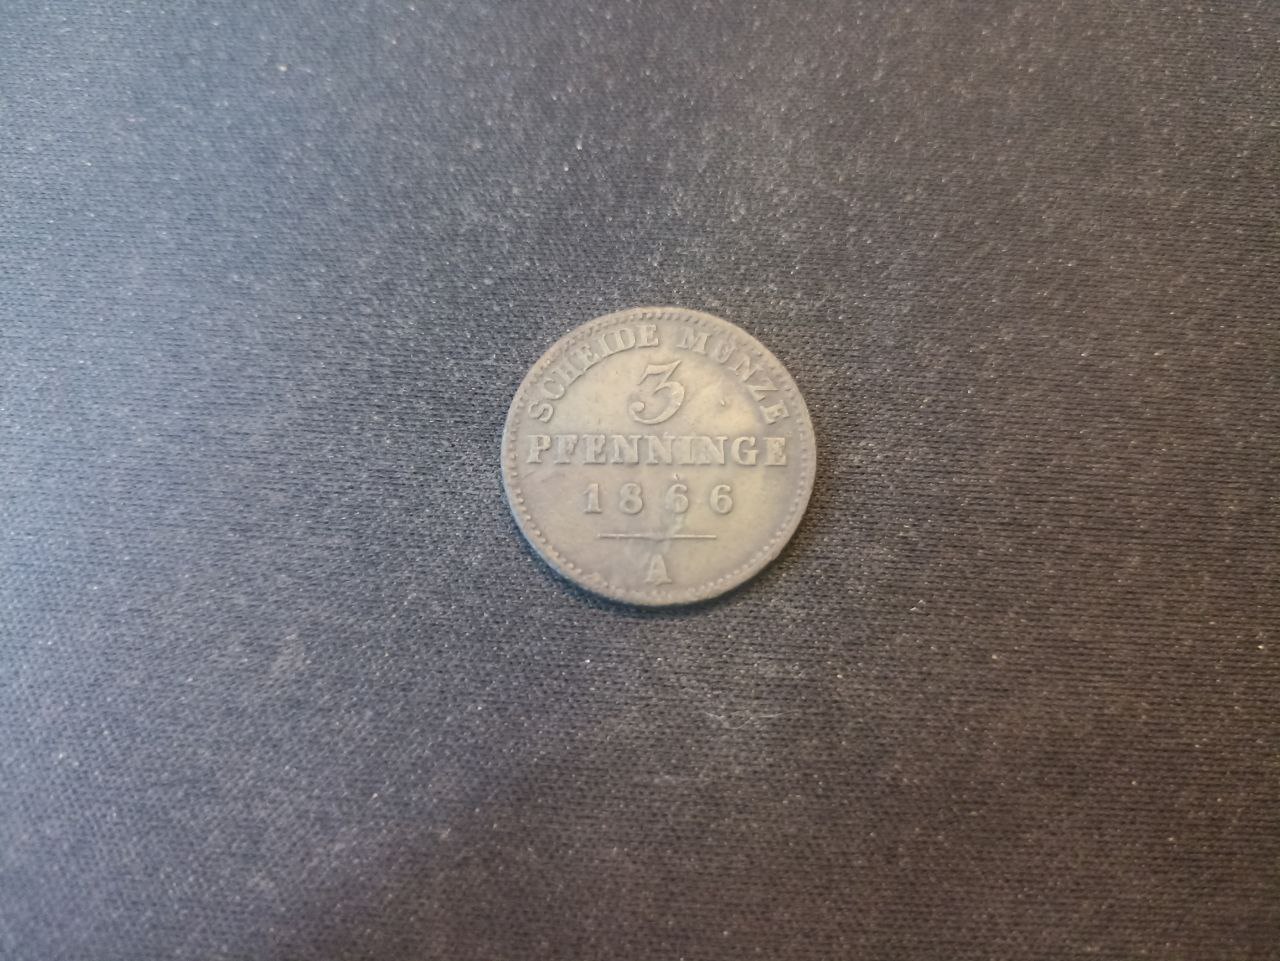 SCHEIDE MÜNZE
3
PFENNINGE
1866
A